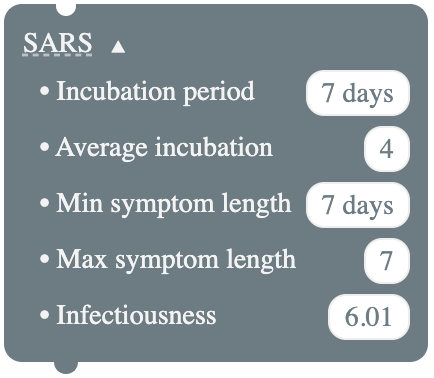 SARS ▲
• Incubation period 7 days
• Average incubation 4
• Min symptom length 7 days
• Max symptom length 7
• Infectiousness 6.01